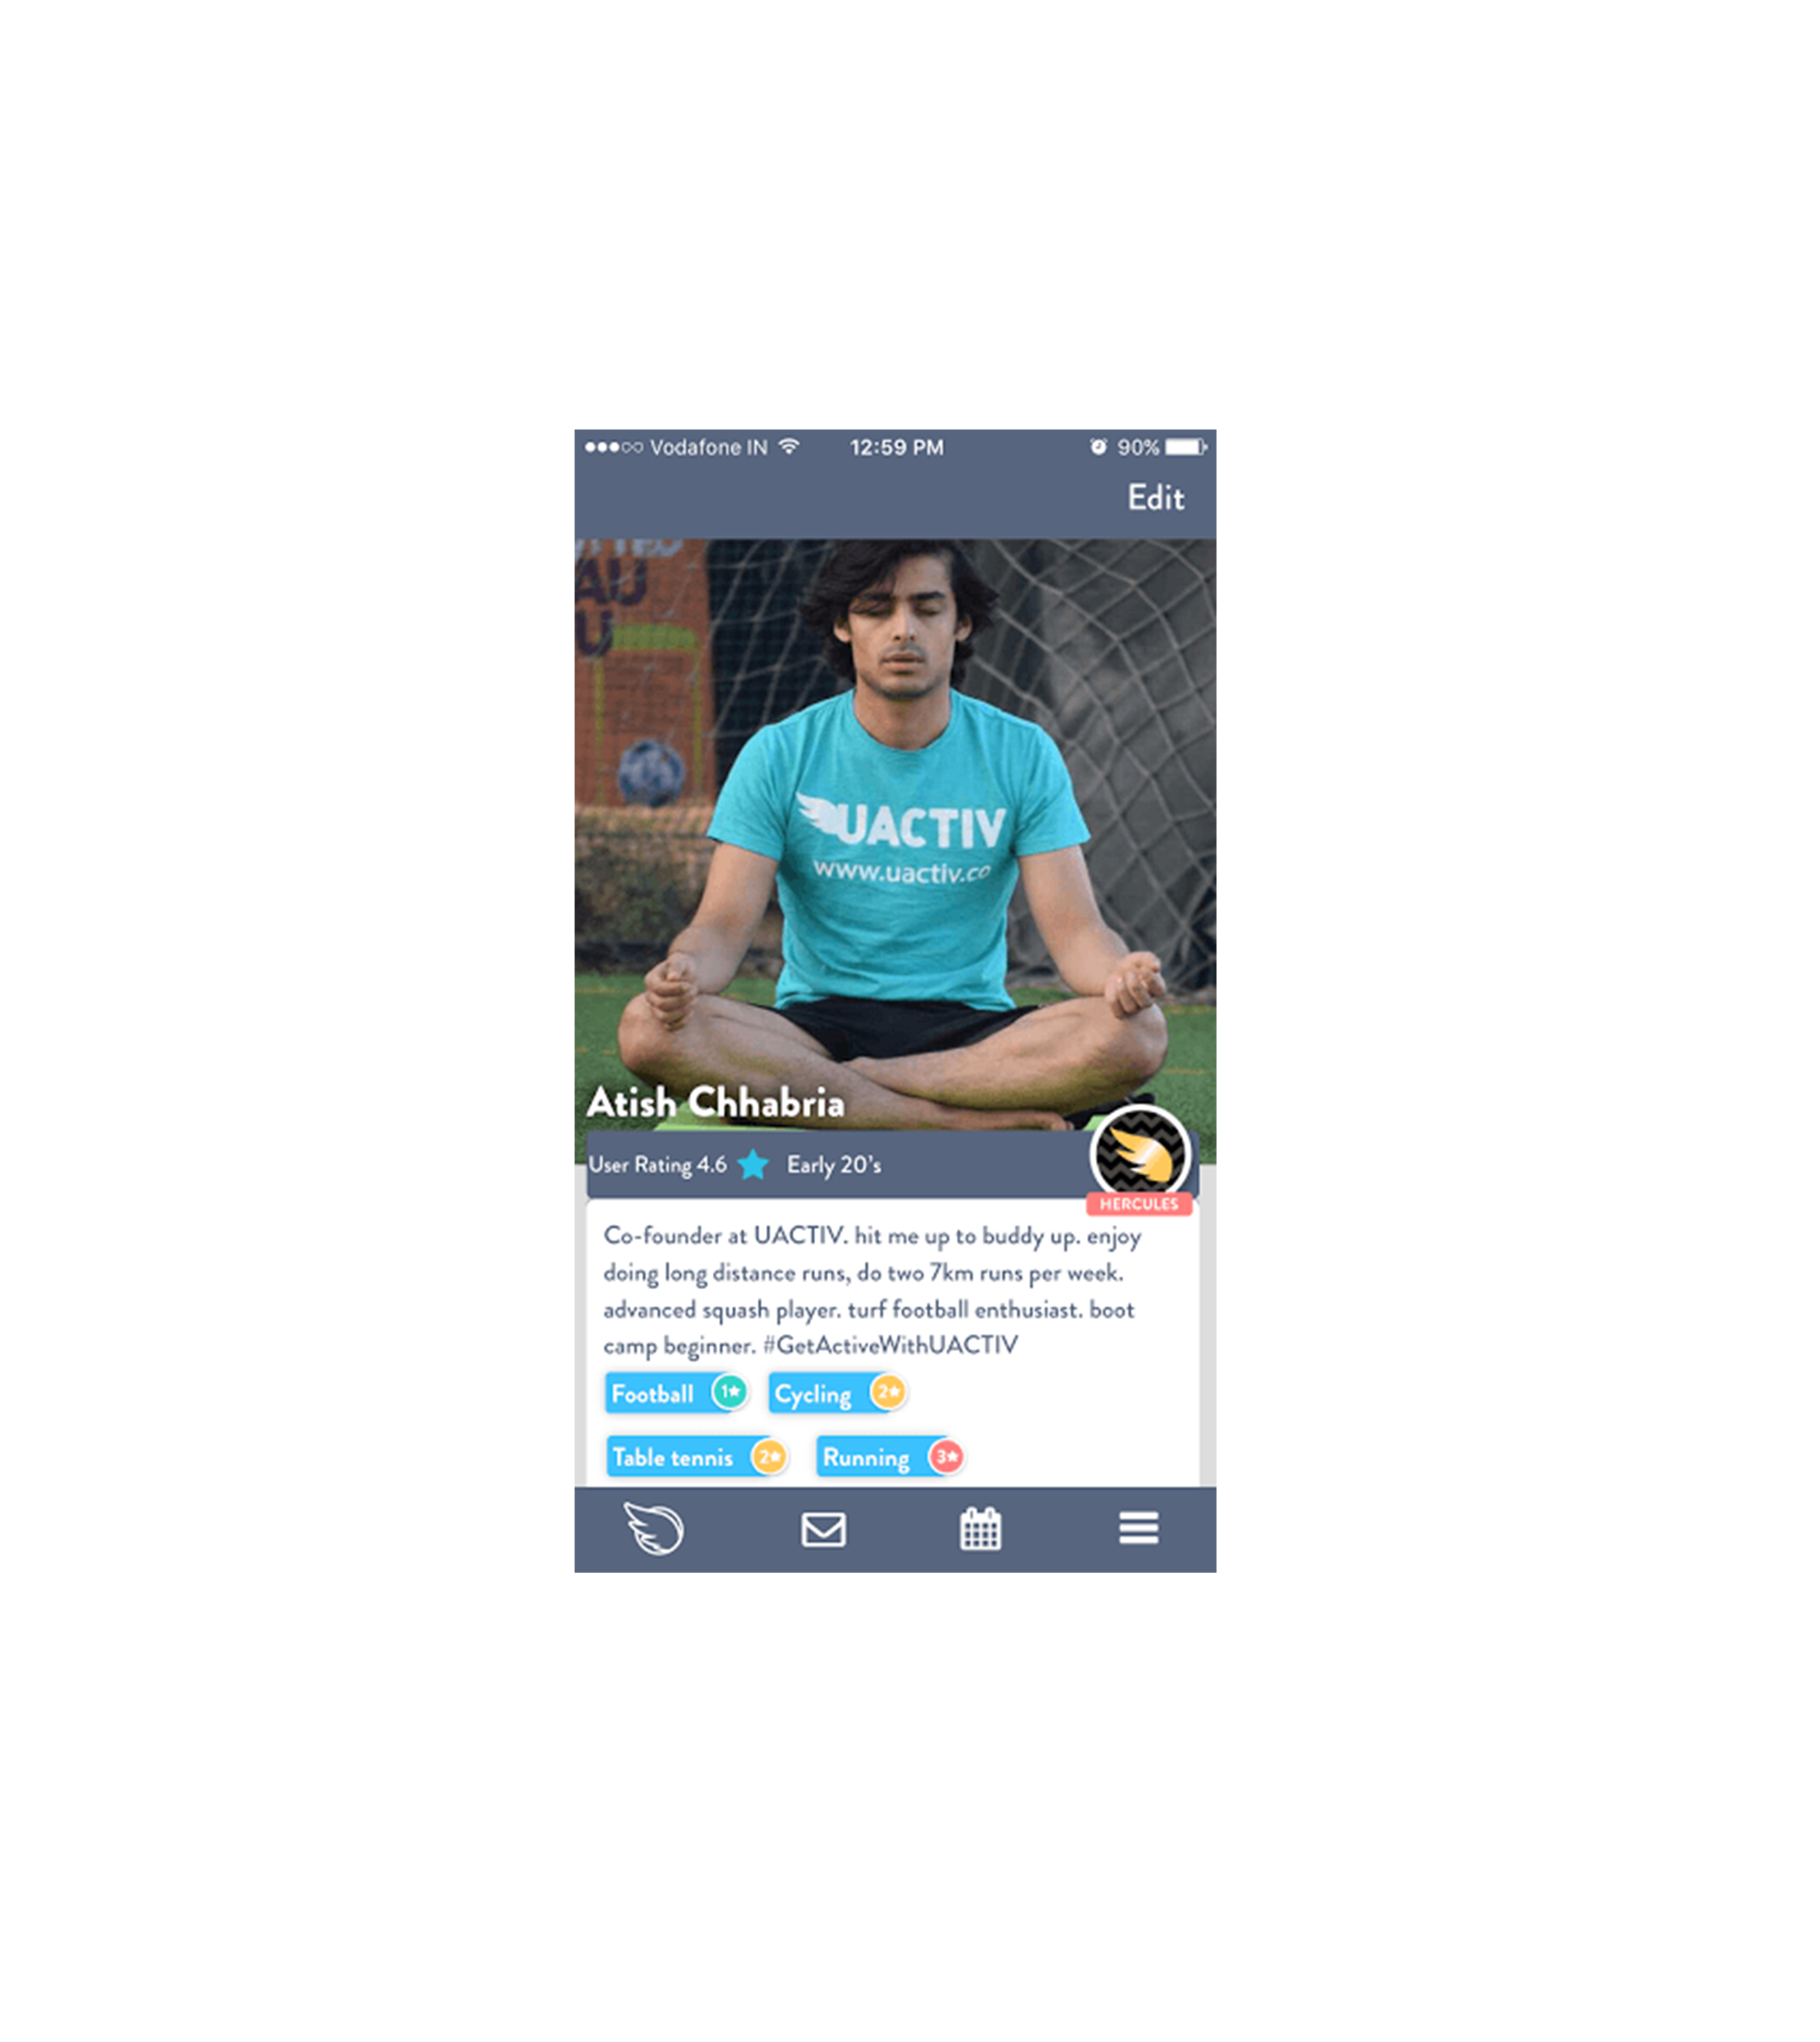 Vodafone IN 12:59 PM 90%
Edit
AU
U
UACTIV
www.uactiv.co
Atish Chhabria
User Rating 4.6 Early 20's
HERCULES
Co-founder at UACTIV. hit me up to buddy up. enjoy
doing long distance runs, do two 7km runs per week.
advanced squash player. turf football enthusiast. boot
camp beginner. #GetActiveWithUACTIV
Football 1★ Cycling 2★
Table tennis 2★ Running 3★